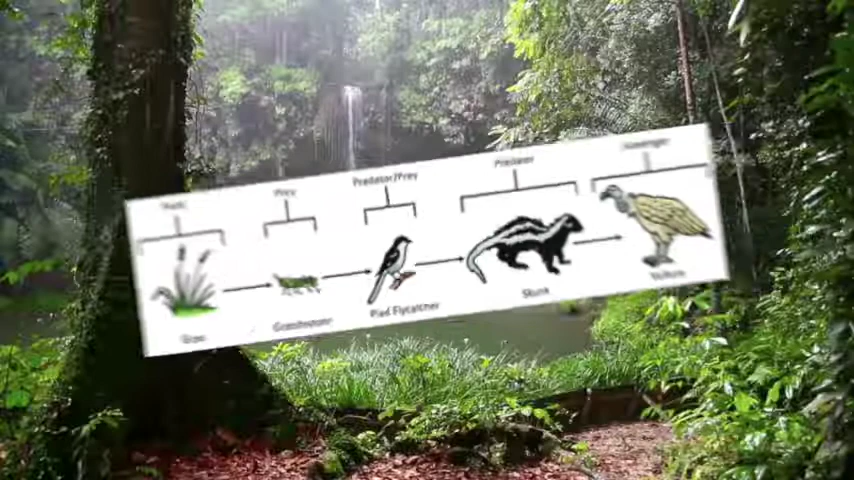 Prey
Predator/Prey
Predator
Scavenger
Grass
Grasshopper
Pied Flycatcher
Skunk
Vulture